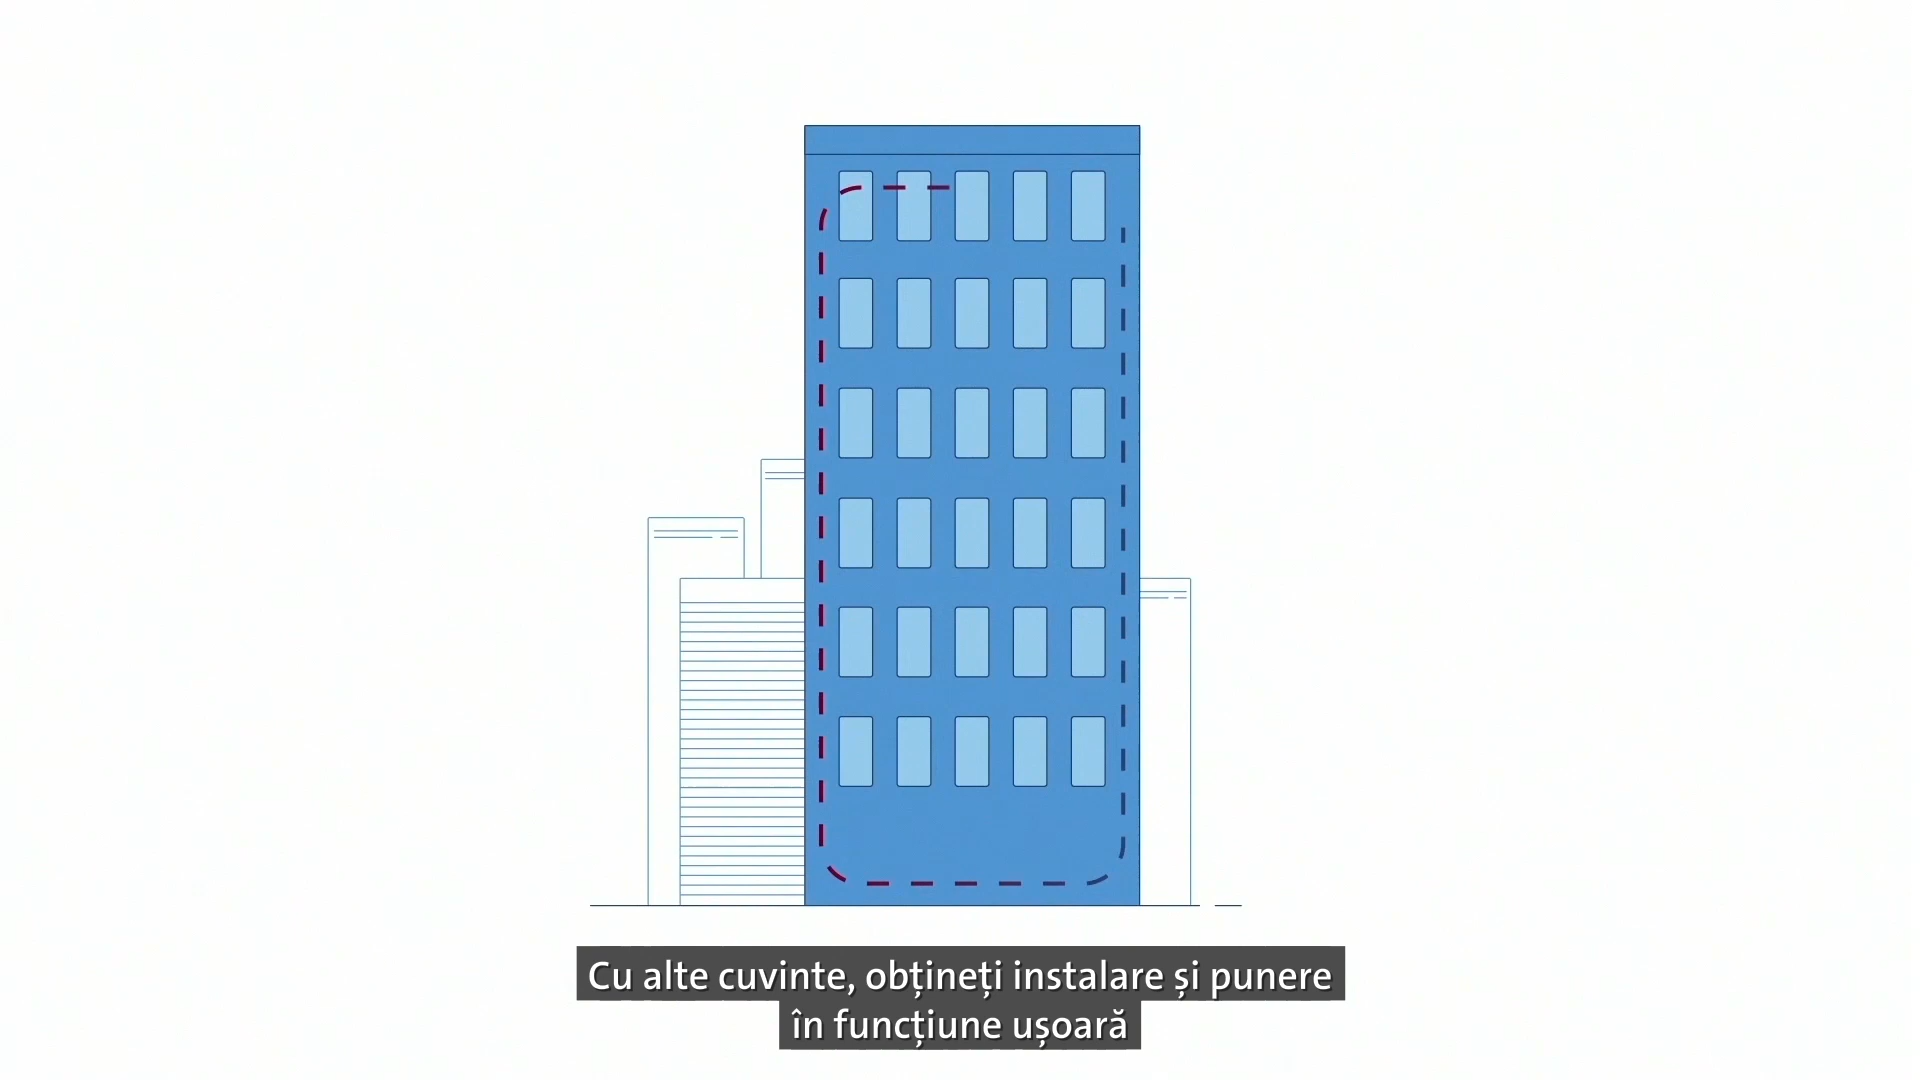 Cu alte cuvinte, obțineți instalare și punere
în funcțiune ușoară